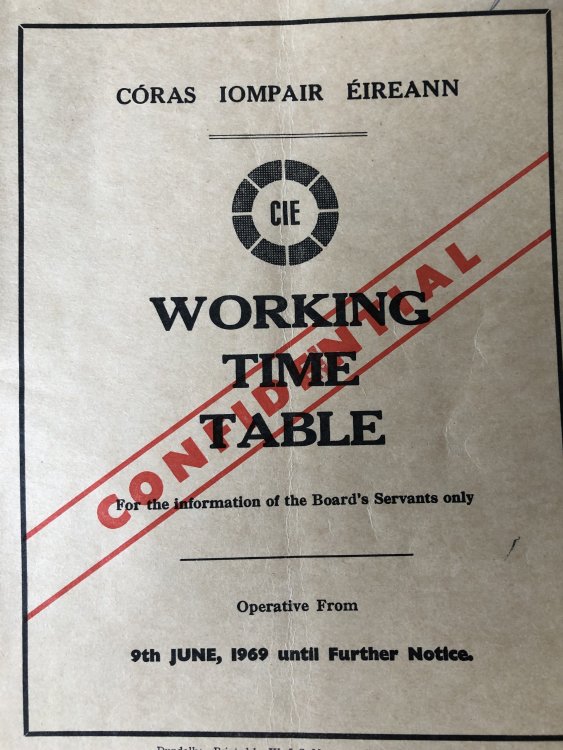 CÓRAS IOMPAIR ÉIREANN
CIE
WORKING
TIME
TABLE
CONFIDENTIAL
For the information of the Board's Servants only
Operative From
9th JUNE, 1969 until Further Notice.